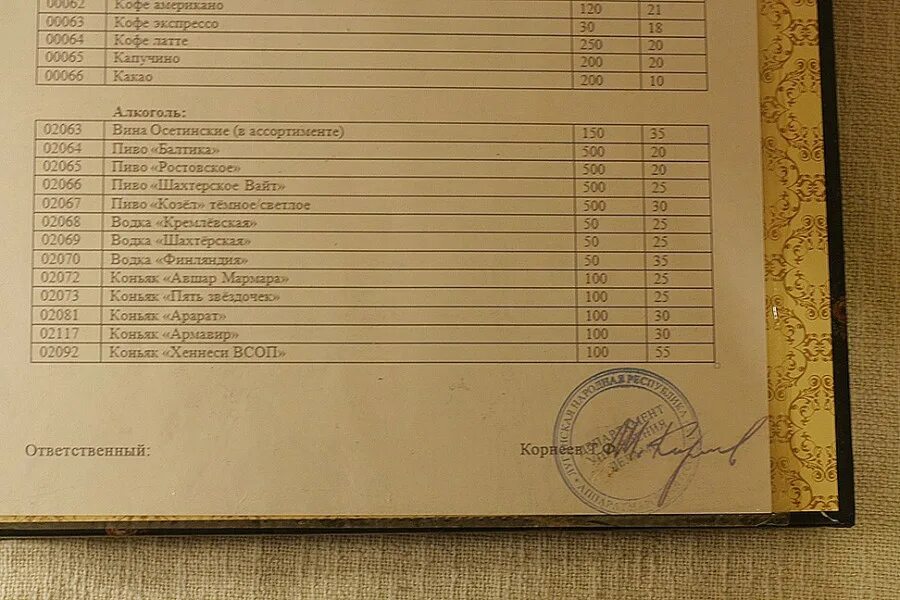 00062 Кофе американо 120 21
00063 Кофе экспрессо 30 18
00064 Кофе латте 250 20
00065 Капучино 200 20
00066 Какао 200 10
Алкоголь:
02063 Вина Осетинские (в ассортименте) 150 35
02064 Пиво «Балтика» 500 20
02065 Пиво «Ростовское» 500 20
02066 Пиво «Шахтерское Вайт» 500 25
02067 Пиво «Козёл» тёмное/светлое 500 30
02068 Водка «Кремлёвская» 50 25
02069 Водка «Шахтёрская» 50 25
02070 Водка «Финляндия» 50 35
02072 Коньяк «Авшар Мармара» 100 25
02073 Коньяк «Пять звёздочек» 100 25
02081 Коньяк «Арарат» 100 30
02117 Коньяк «Армавир» 100 30
02092 Коньяк «Хеннеси ВСОП» 100 55
Ответственный: Корнеев Т.Ф.
НАРОДНАЯ РЕСПУБЛИКА